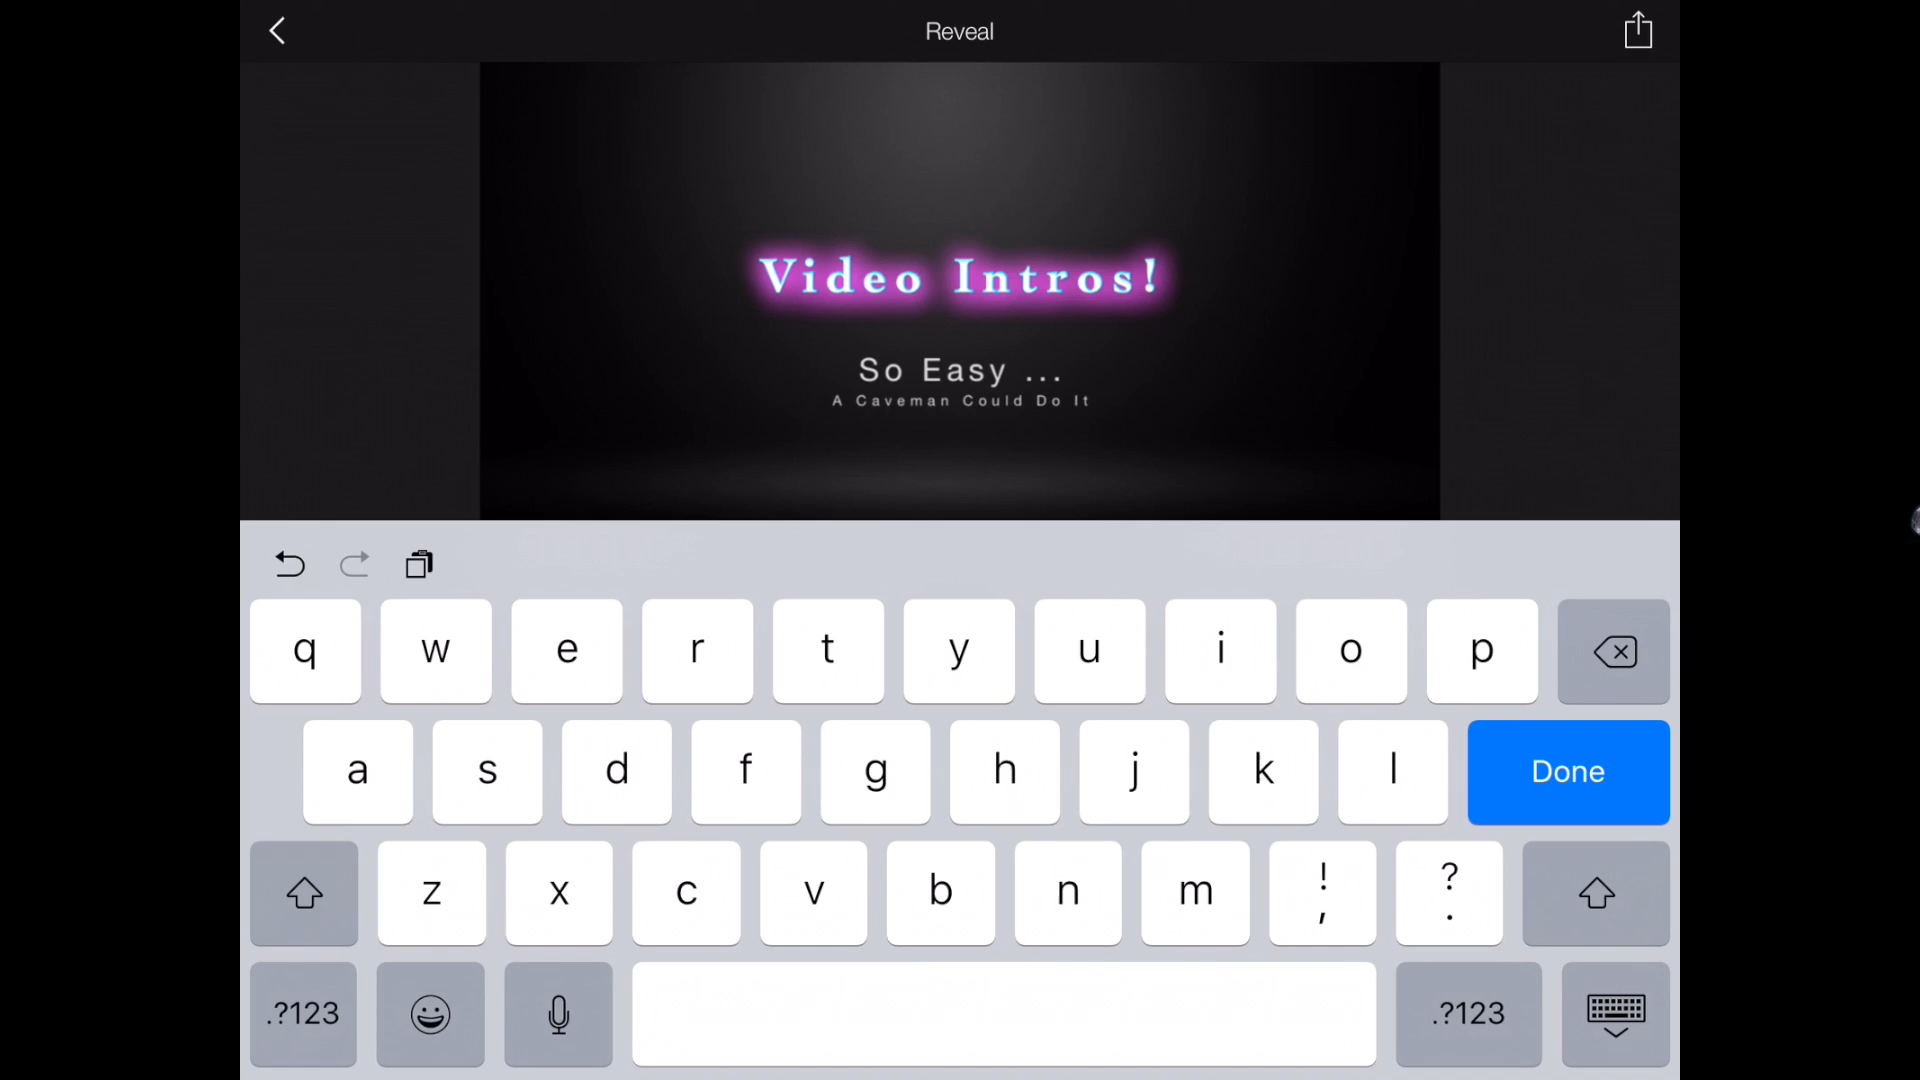 Reveal
Video Intros!
So Easy ...
A Caveman Could Do It
q w e r t y u i o p
a s d f g h j k l Done
z x c v b n m ! , ? .
.?123 .?123